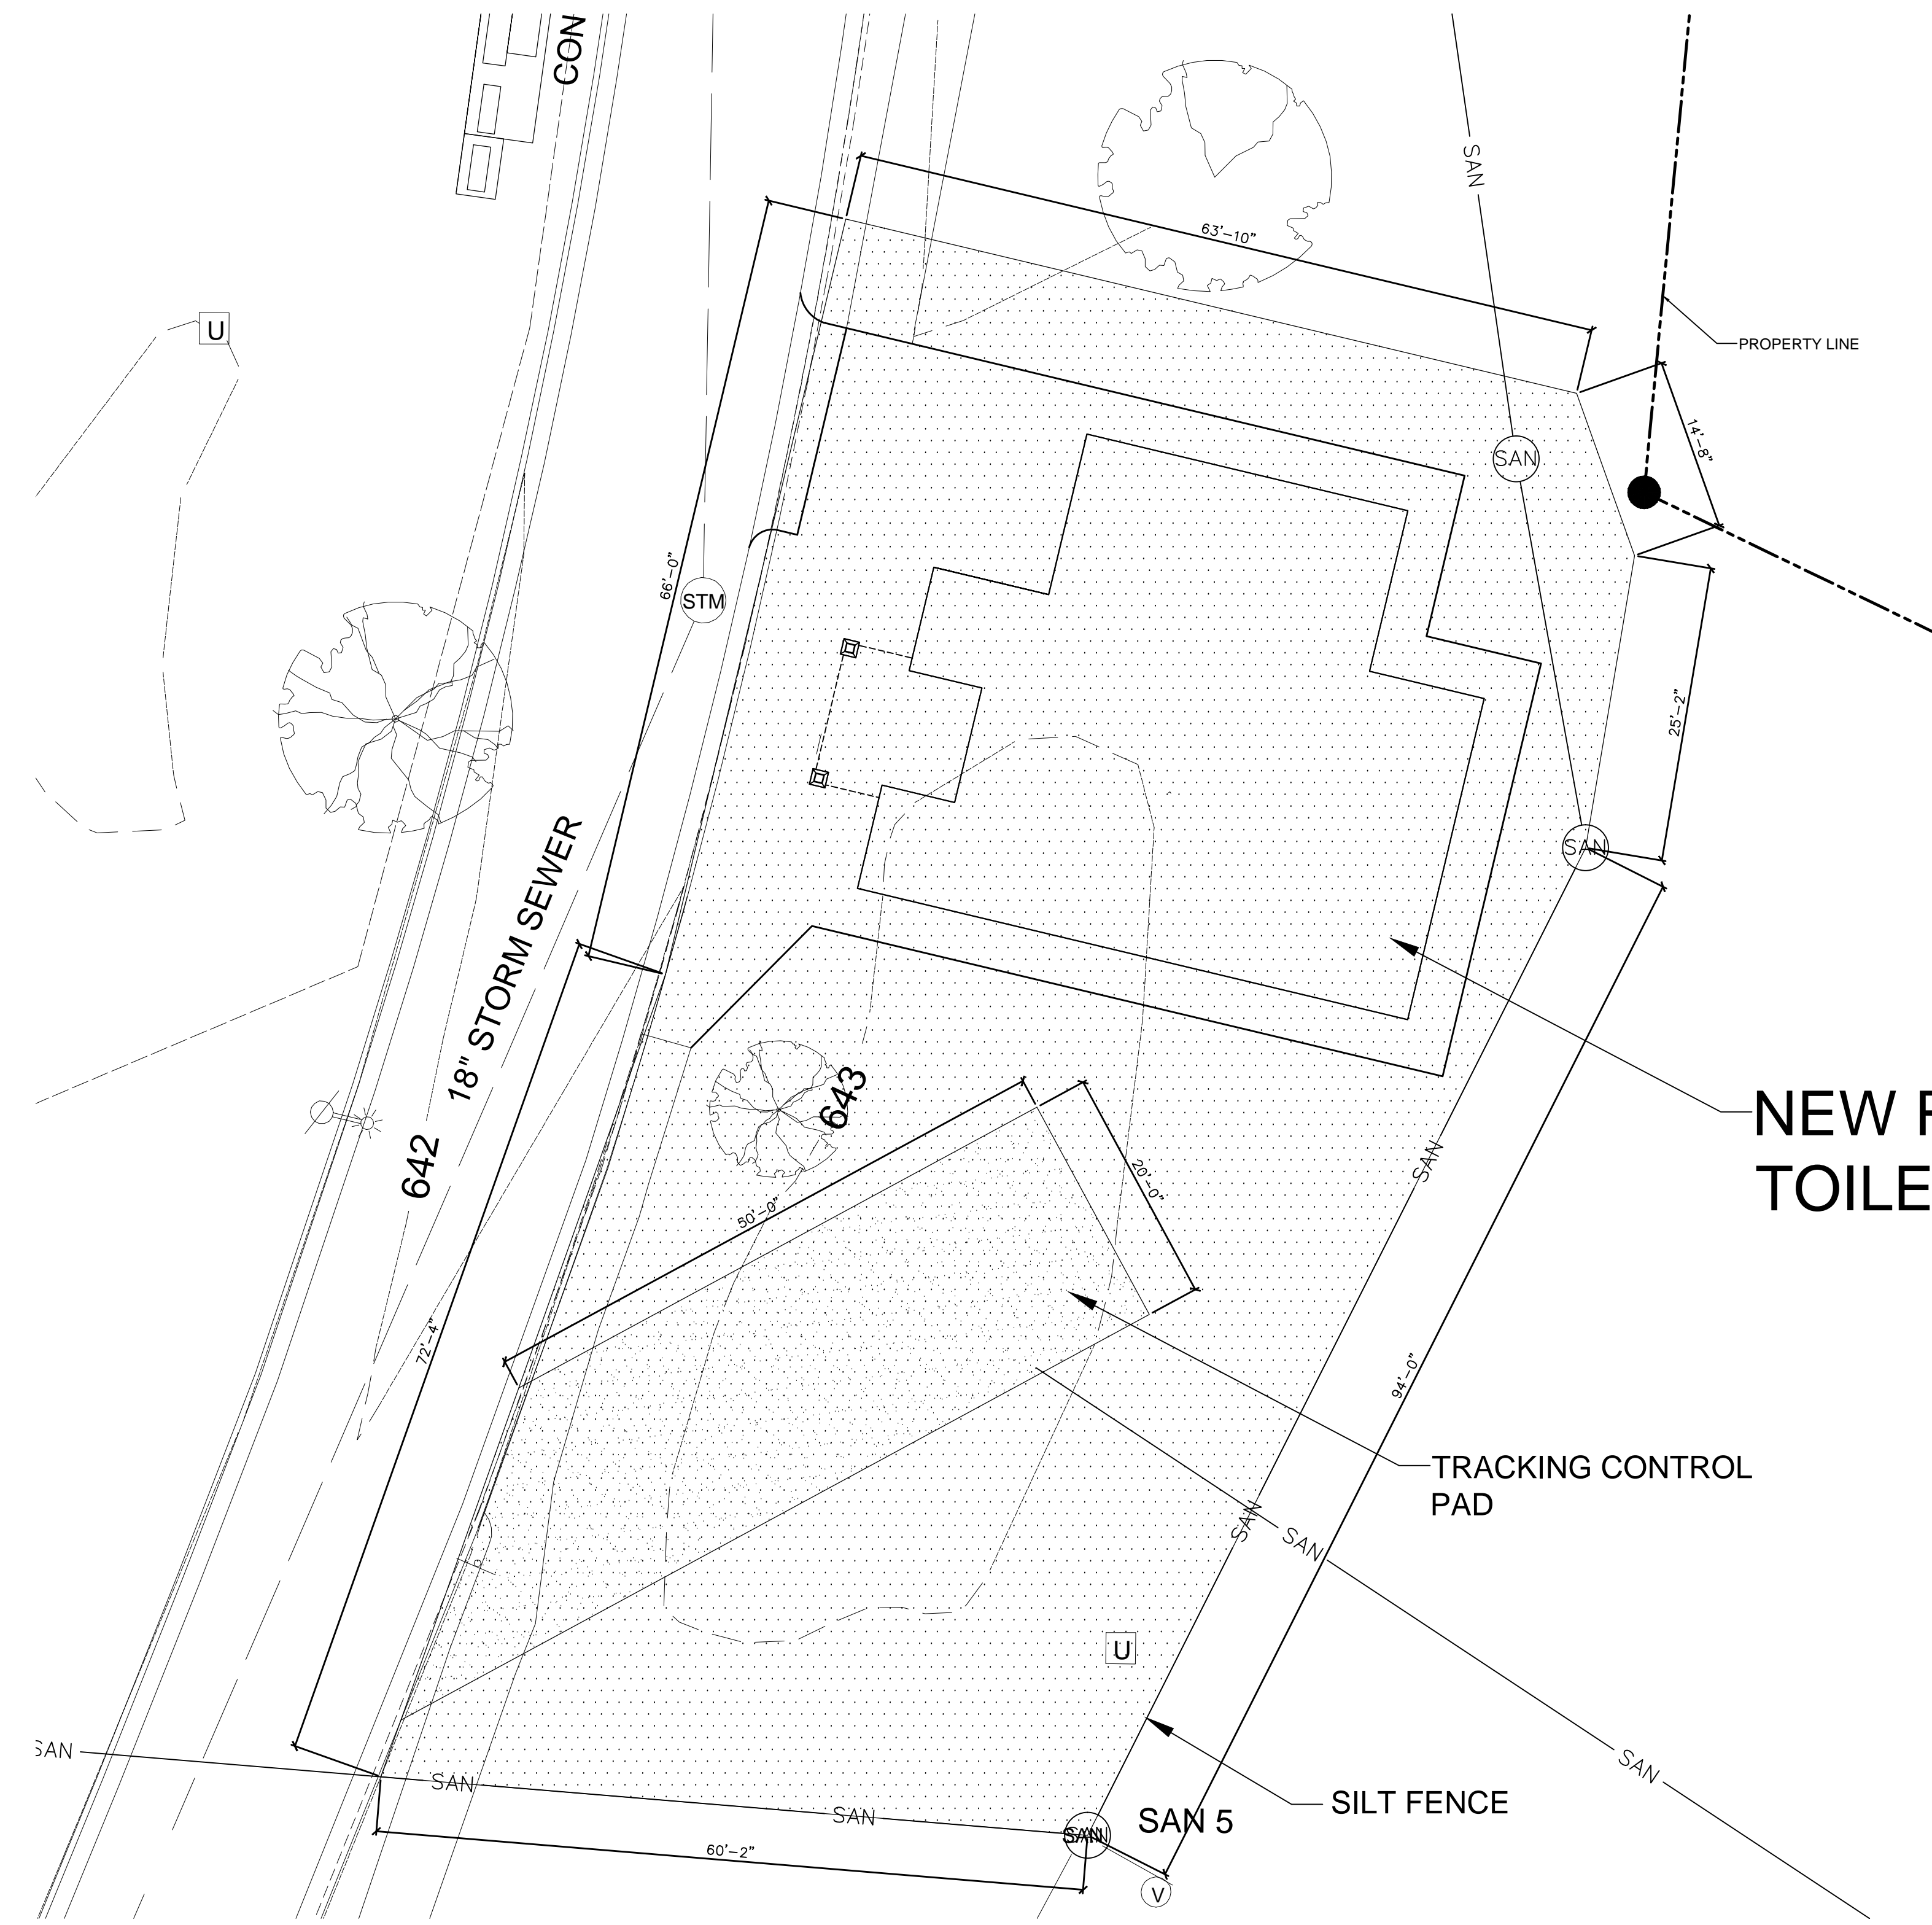 CON
SAN
63'-10"
U
PROPERTY LINE
14'-8"
SAN
66'-0"
STM
25'-2"
SAN
18" STORM SEWER
643
642
NEW
TOILE
SAN
20'-0"
50'-0"
72'-4"
94'-0"
TRACKING CONTROL
PAD
SAN
SAN
U
SAN
SAN
SAN
SAN
SILT FENCE
SAN 5
SAN
60'-2"
V